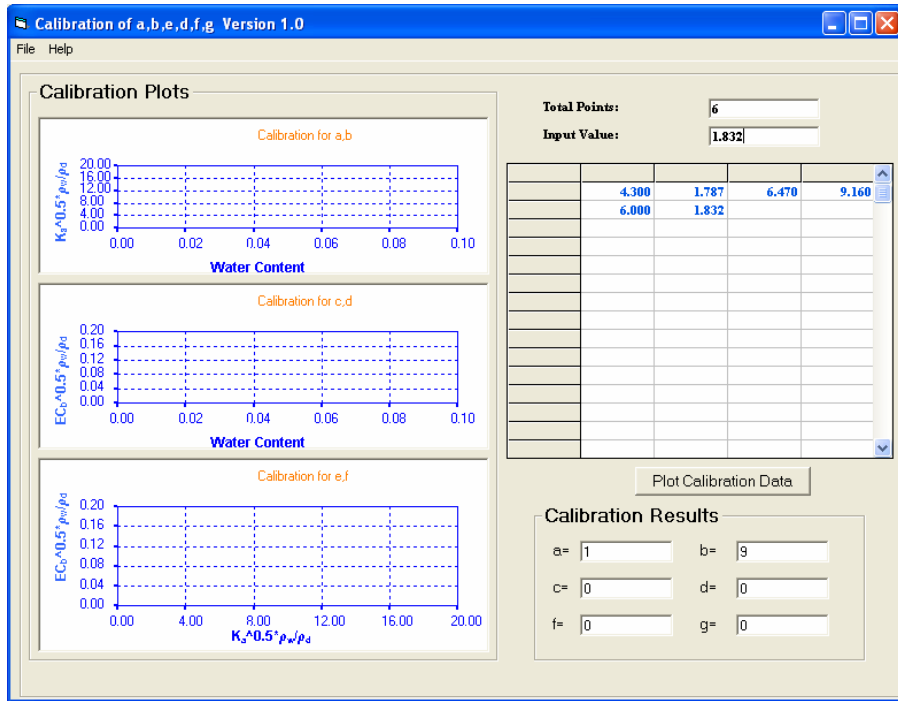 Calibration of a,b,e,d,f,g Version 1.0
File Help
Calibration Plots
Calibration for a,b
Ka^0.5*ρw/ρd
20.00
16.00
12.00
8.00
4.00
0.00
0.00 0.02 0.04 0.06 0.08 0.10
Water Content
Calibration for c,d
ECb^0.5*ρw/ρd
0.20
0.16
0.12
0.08
0.04
0.00
0.00 0.02 0.04 0.06 0.08 0.10
Water Content
Calibration for e,f
ECb^0.5*ρw/ρd
0.20
0.16
0.12
0.08
0.04
0.00
0.00 4.00 8.00 12.00 16.00 20.00
Ka^0.5*ρw/ρd
Total Points: 6
Input Value: 1.832
4.300 1.787 6.470 9.160
6.000 1.832
Plot Calibration Data
Calibration Results
a= 1 b= 9
c= 0 d= 0
f= 0 g= 0